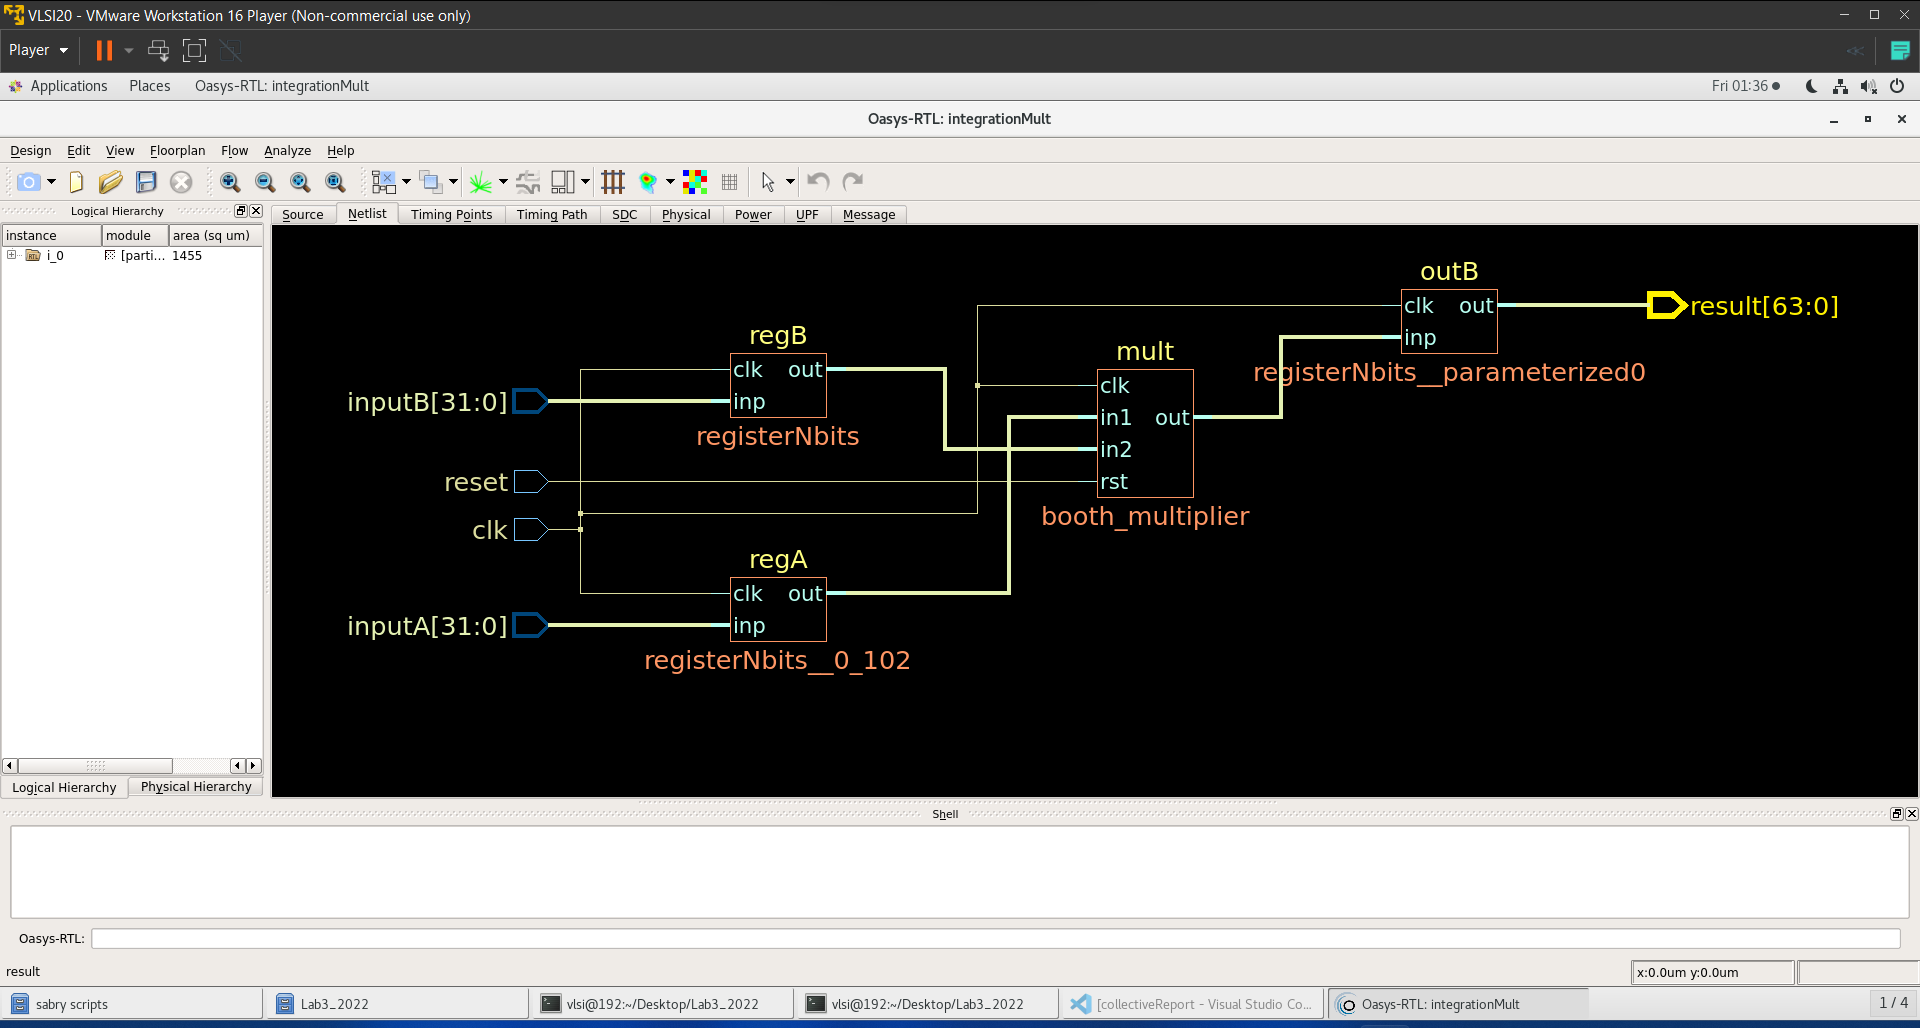 VLSI20 - VMware Workstation 16 Player (Non-commercial use only)
Player
Applications Places Oasys-RTL: integrationMult Fri 01:36
Oasys-RTL: integrationMult
Design Edit View Floorplan Flow Analyze Help
Logical Hierarchy
Source Netlist Timing Points Timing Path SDC Physical Power UPF Message
instance module area (sq um)
i_0 [parti... 1455
outB
clk out
inp
result[63:0]
registerNbits__parameterized0
regB
clk out
inp
registerNbits
inputB[31:0]
mult
clk
in1 out
in2
rst
booth_multiplier
reset
clk
regA
clk out
inp
registerNbits__0_102
inputA[31:0]
Logical Hierarchy Physical Hierarchy
Shell
Oasys-RTL:
result
x:0.0um y:0.0um
sabry scripts Lab3_2022 vlsi@192:~/Desktop/Lab3_2022 vlsi@192:~/Desktop/Lab3_2022 [collectiveReport - Visual Studio Co... Oasys-RTL: integrationMult 1 / 4